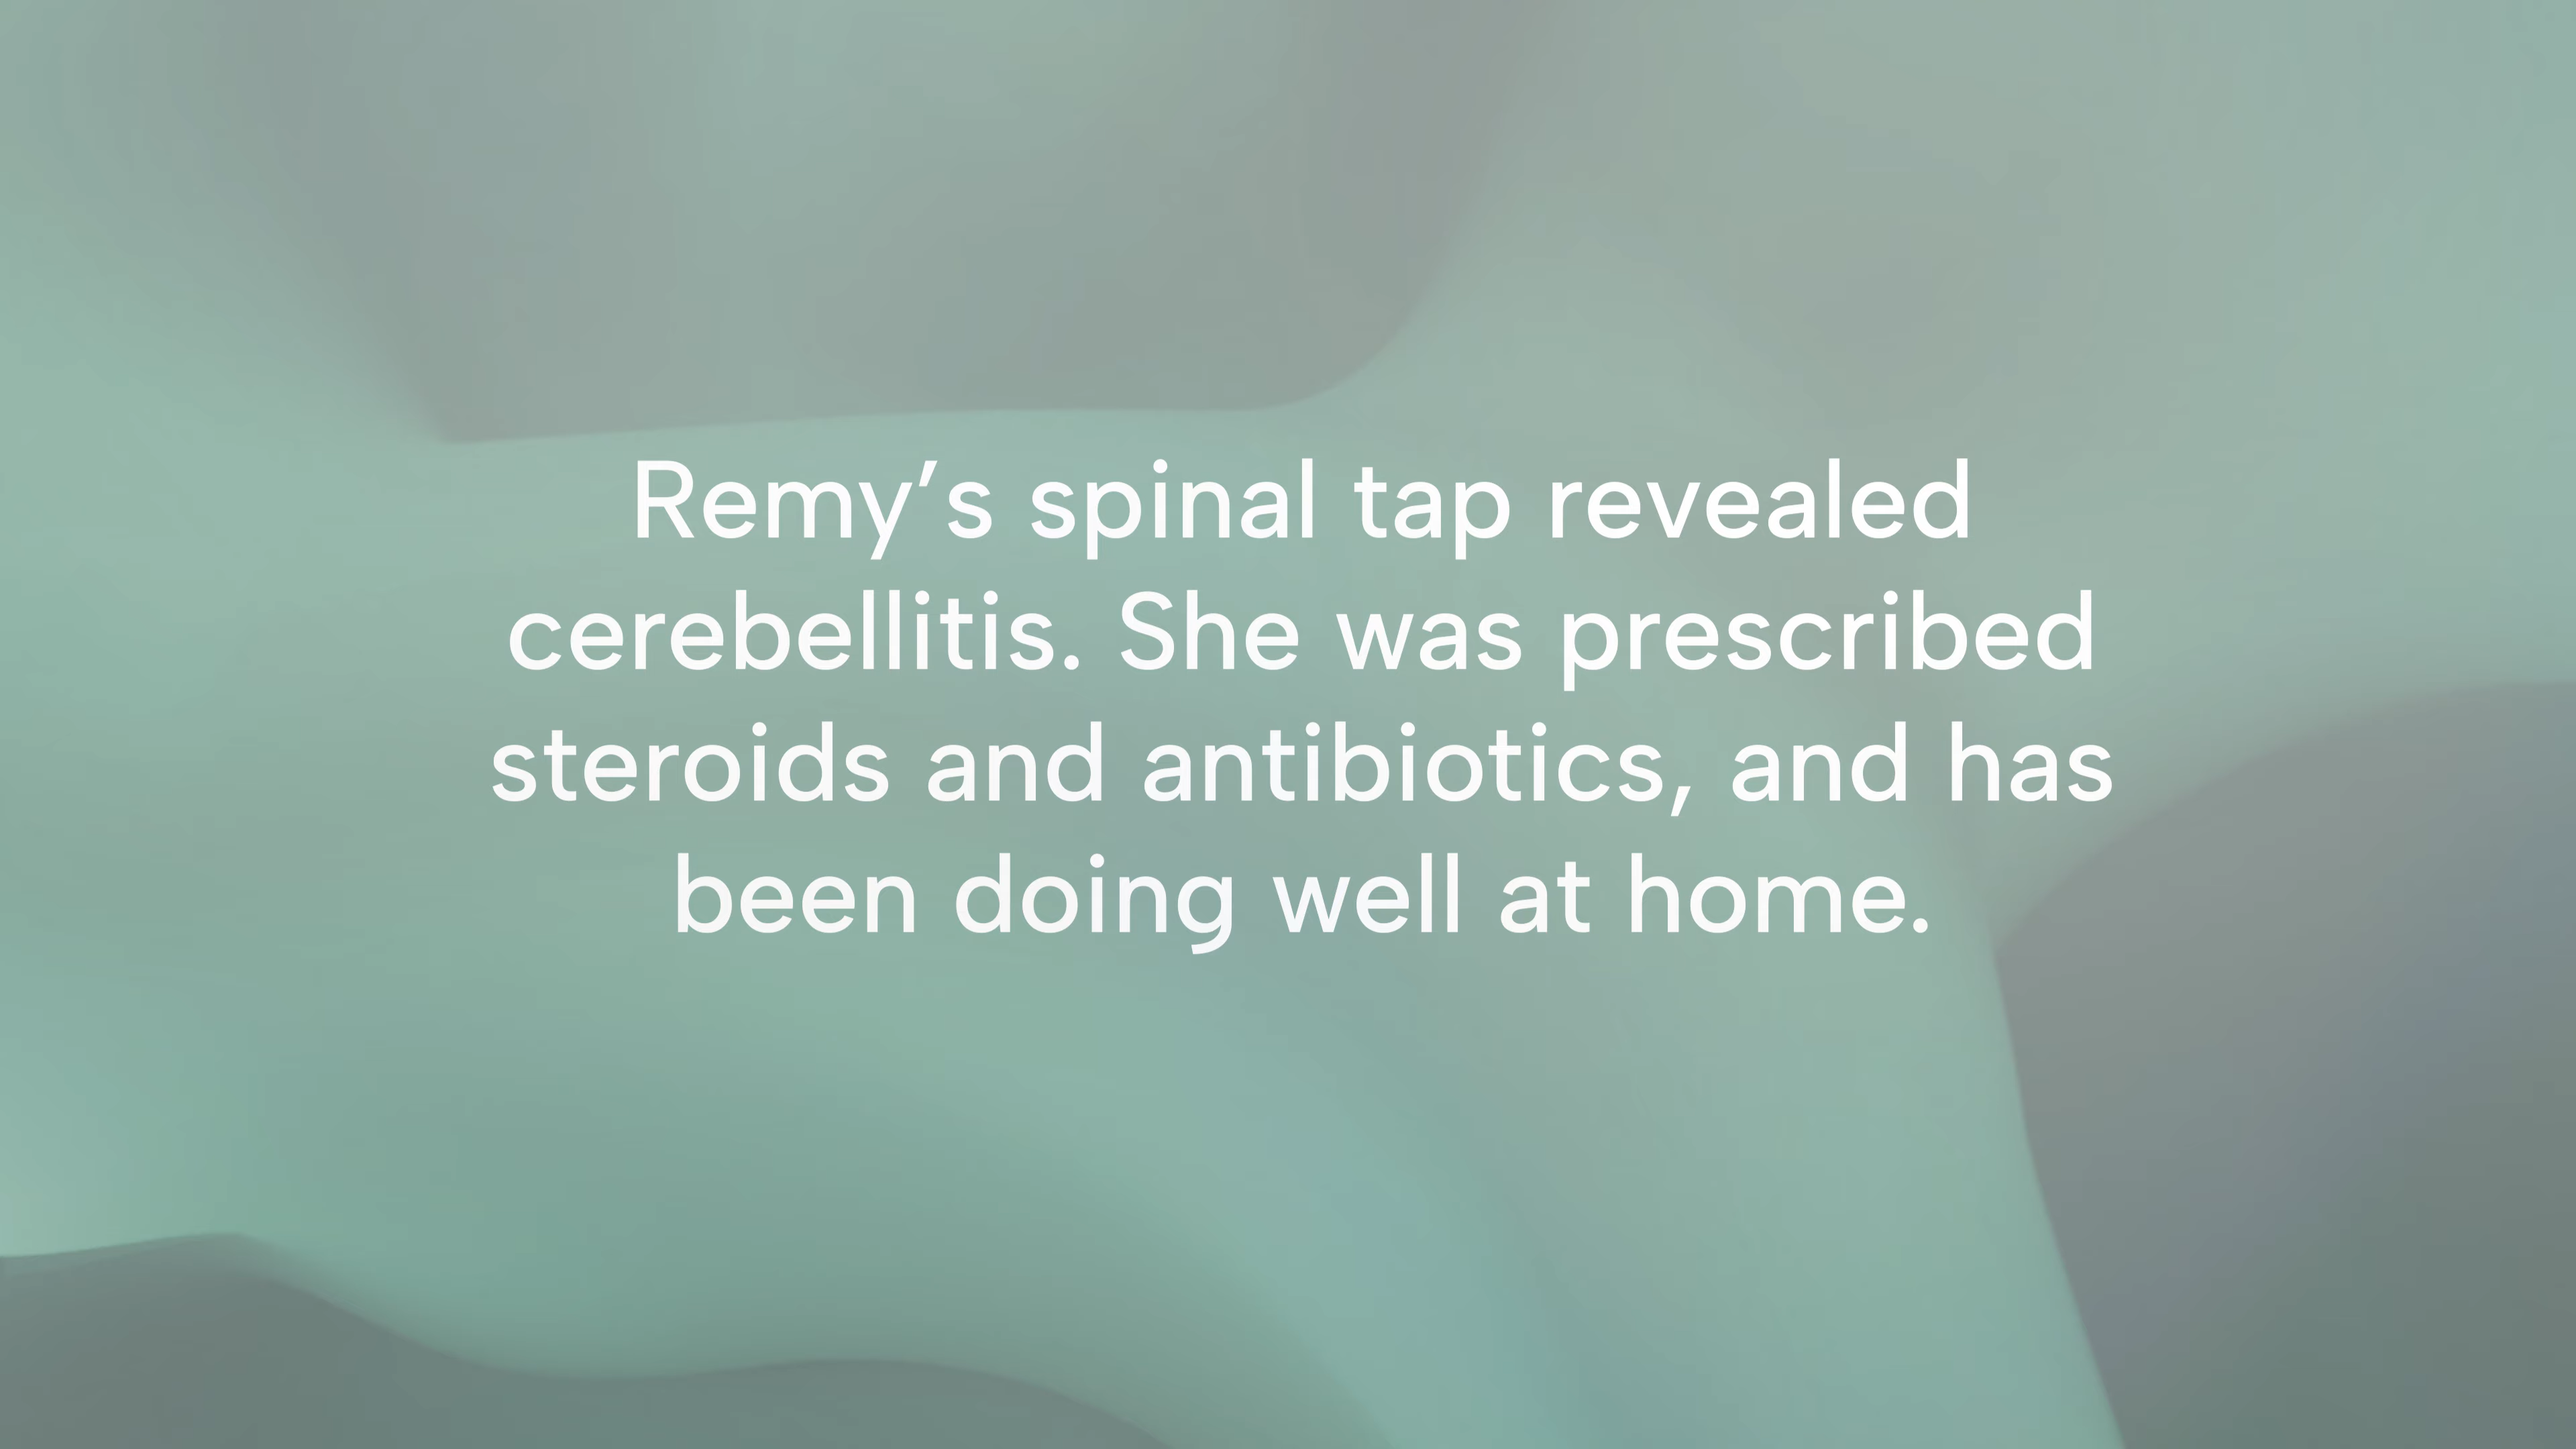 Remy’s spinal tap revealed
cerebellitis. She was prescribed
steroids and antibiotics, and has
been doing well at home.